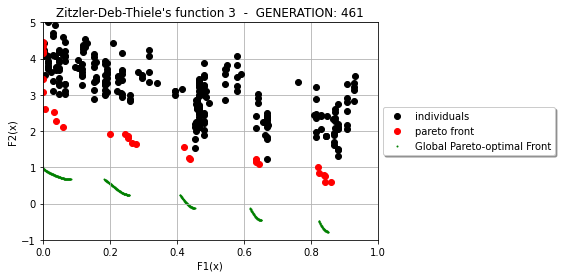 Zitzler-Deb-Thiele's function 3 - GENERATION: 461
5
4
3
2
1
0
-1
F2(x)
0.0 0.2 0.4 0.6 0.8 1.0
F1(x)
individuals
pareto front
Global Pareto-optimal Front